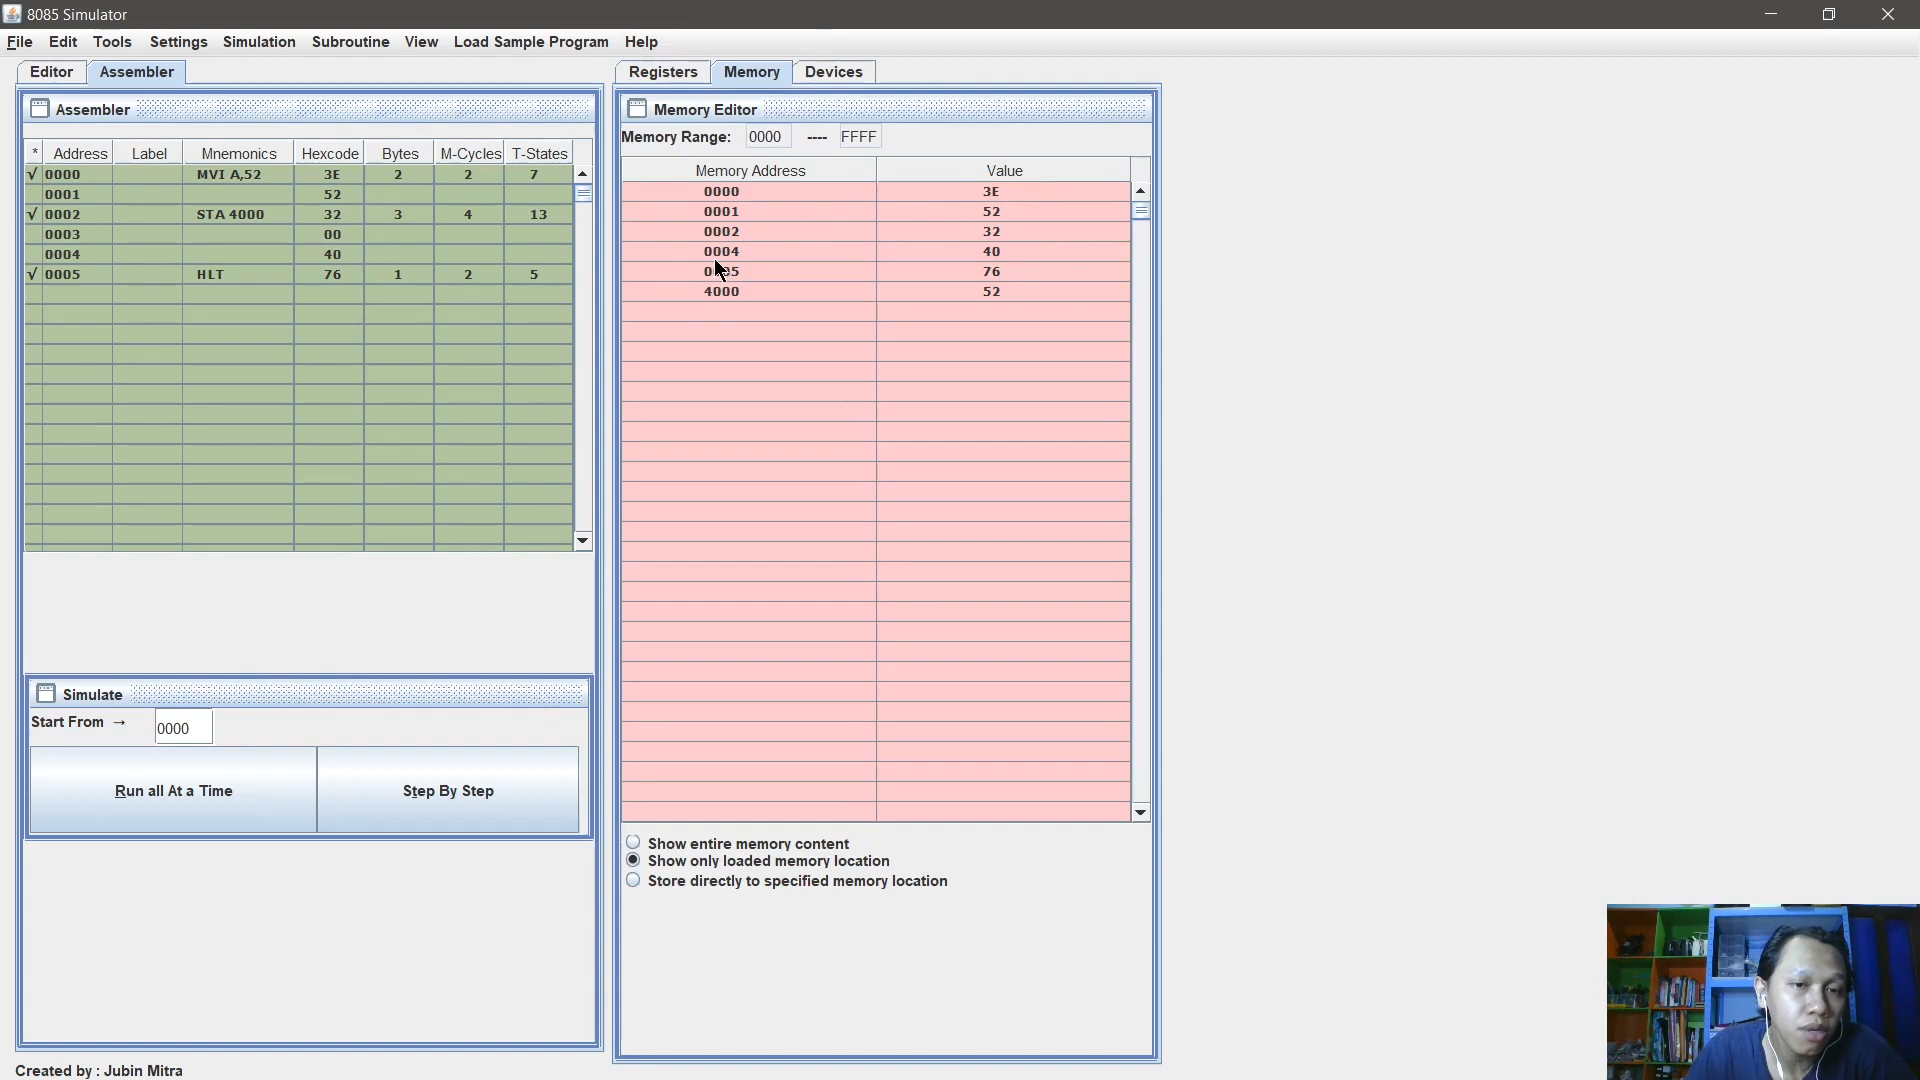 8085 Simulator
File Edit Tools Settings Simulation Subroutine View Load Sample Program Help
Editor Assembler
Assembler
* Address Label Mnemonics Hexcode Bytes M-Cycles T-States
√ 0000 MVI A,52 3E 2 2 7
0001 52
√ 0002 STA 4000 32 3 4 13
0003 00
0004 40
√ 0005 HLT 76 1 2 5
Simulate
Start From → 0000
Run all At a Time Step By Step
Registers Memory Devices
Memory Editor
Memory Range: 0000 ---- FFFF
Memory Address Value
0000 3E
0001 52
0002 32
0004 40
0005 76
4000 52
Show entire memory content
Show only loaded memory location
Store directly to specified memory location
Created by : Jubin Mitra